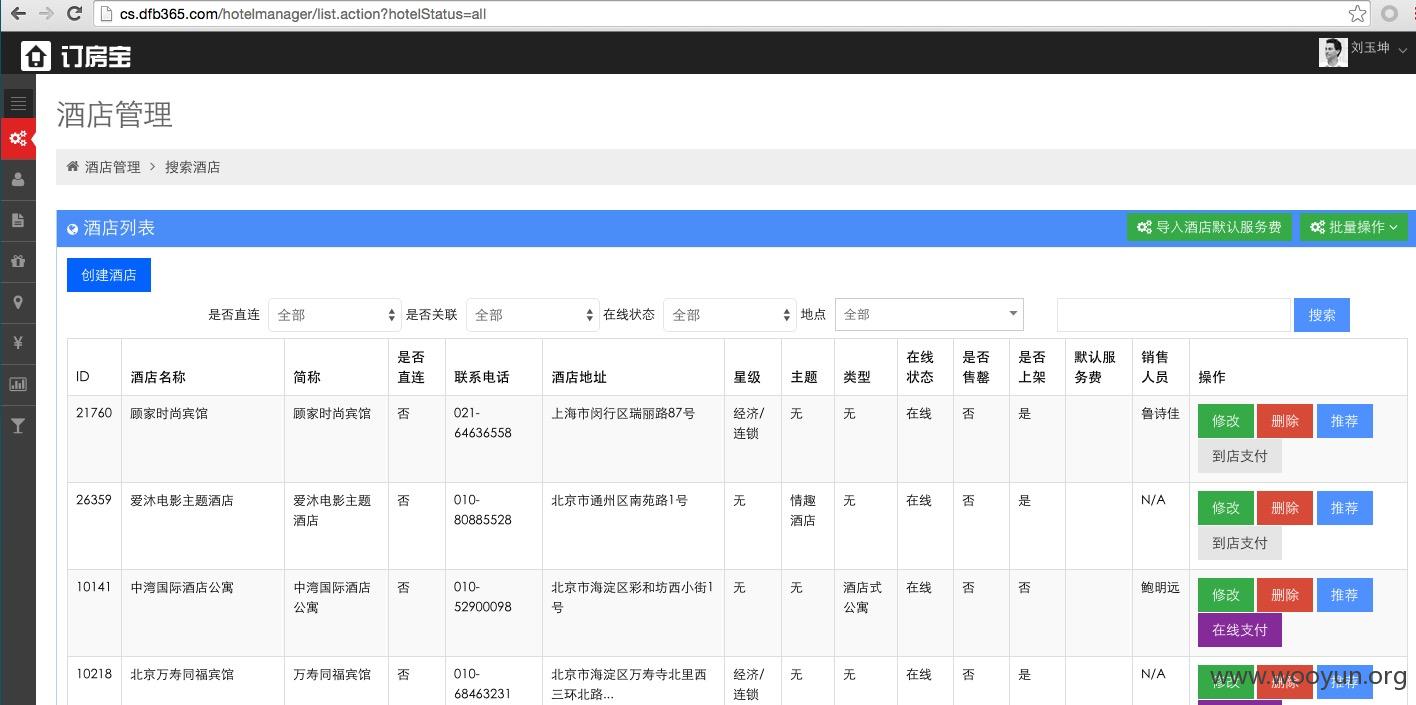 cs.dfb365.com/hotelmanager/list.action?hotelStatus=all
订房宝
刘玉坤
酒店管理
酒店管理 > 搜索酒店
酒店列表
导入酒店默认服务费
批量操作
创建酒店
是否直连 全部 是否关联 全部 在线状态 全部 地点 全部 搜索
ID 酒店名称 简称 是否直连 联系电话 酒店地址 星级 主题 类型 在线状态 是否售罄 是否上架 默认服务费 销售人员 操作
21760 顾家时尚宾馆 顾家时尚宾馆 否 021-64636558 上海市闵行区瑞丽路87号 经济/连锁 无 无 在线 否 是 鲁诗佳 修改 删除 推荐
到店支付
26359 爱沐电影主题酒店 爱沐电影主题酒店 否 010-80885528 北京市通州区南苑路1号 无 情趣酒店 无 在线 否 是 N/A 修改 删除 推荐
到店支付
10141 中湾国际酒店公寓 中湾国际酒店公寓 否 010-52900098 北京市海淀区彩和坊西小街1号 无 无 酒店式公寓 在线 否 否 鲍明远 修改 删除 推荐
在线支付
10218 北京万寿同福宾馆 万寿同福宾馆 否 010-68463231 北京市海淀区万寿寺北里西三环北路... 经济/连锁 无 无 在线 否 是 N/A 修改 删除 推荐
www.wooyun.org